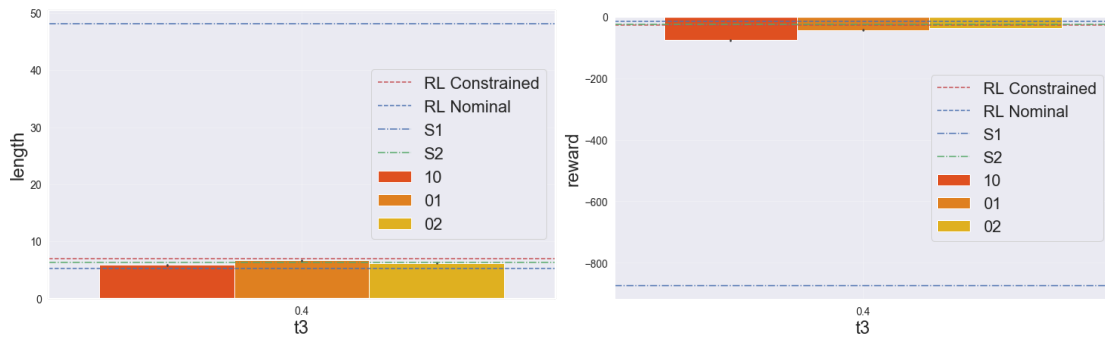 50
40
30
20
10
0
length
0.4
t3
RL Constrained
RL Nominal
S1
S2
10
01
02
0
−200
−400
−600
−800
reward
0.4
t3
RL Constrained
RL Nominal
S1
S2
10
01
02